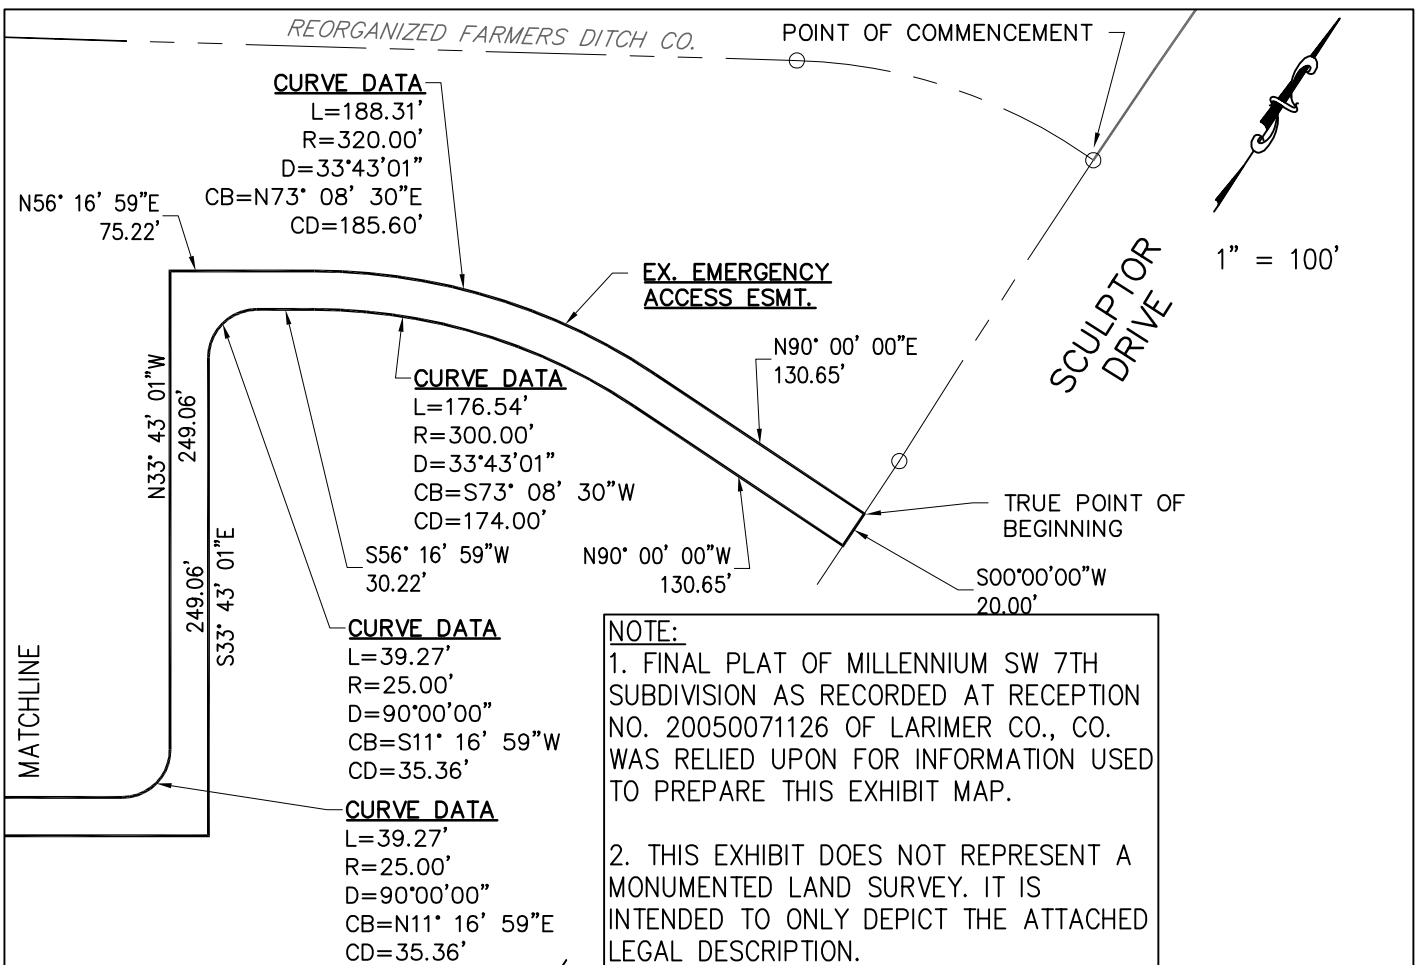 REORGANIZED FARMERS DITCH CO.
POINT OF COMMENCEMENT
CURVE DATA
L=188.31'
R=320.00'
D=33°43'01"
CB=N73° 08' 30"E
CD=185.60'
N56° 16' 59"E
75.22'
EX. EMERGENCY
ACCESS ESMT.
1" = 100'
SCULPTOR
DRIVE
N90° 00' 00"E
130.65'
CURVE DATA
L=176.54'
R=300.00'
D=33°43'01"
CB=S73° 08' 30"W
CD=174.00'
N33° 43' 01"W
249.06'
TRUE POINT OF
BEGINNING
S56° 16' 59"W
30.22'
N90° 00' 00"W
130.65'
S00°00'00"W
20.00'
249.06'
S33° 43' 01"E
MATCHLINE
CURVE DATA
L=39.27'
R=25.00'
D=90°00'00"
CB=S11° 16' 59"W
CD=35.36'
CURVE DATA
L=39.27'
R=25.00'
D=90°00'00"
CB=N11° 16' 59"E
CD=35.36'
NOTE:
1. FINAL PLAT OF MILLENNIUM SW 7TH
SUBDIVISION AS RECORDED AT RECEPTION
NO. 20050071126 OF LARIMER CO., CO.
WAS RELIED UPON FOR INFORMATION USED
TO PREPARE THIS EXHIBIT MAP.
2. THIS EXHIBIT DOES NOT REPRESENT A
MONUMENTED LAND SURVEY. IT IS
INTENDED TO ONLY DEPICT THE ATTACHED
LEGAL DESCRIPTION.